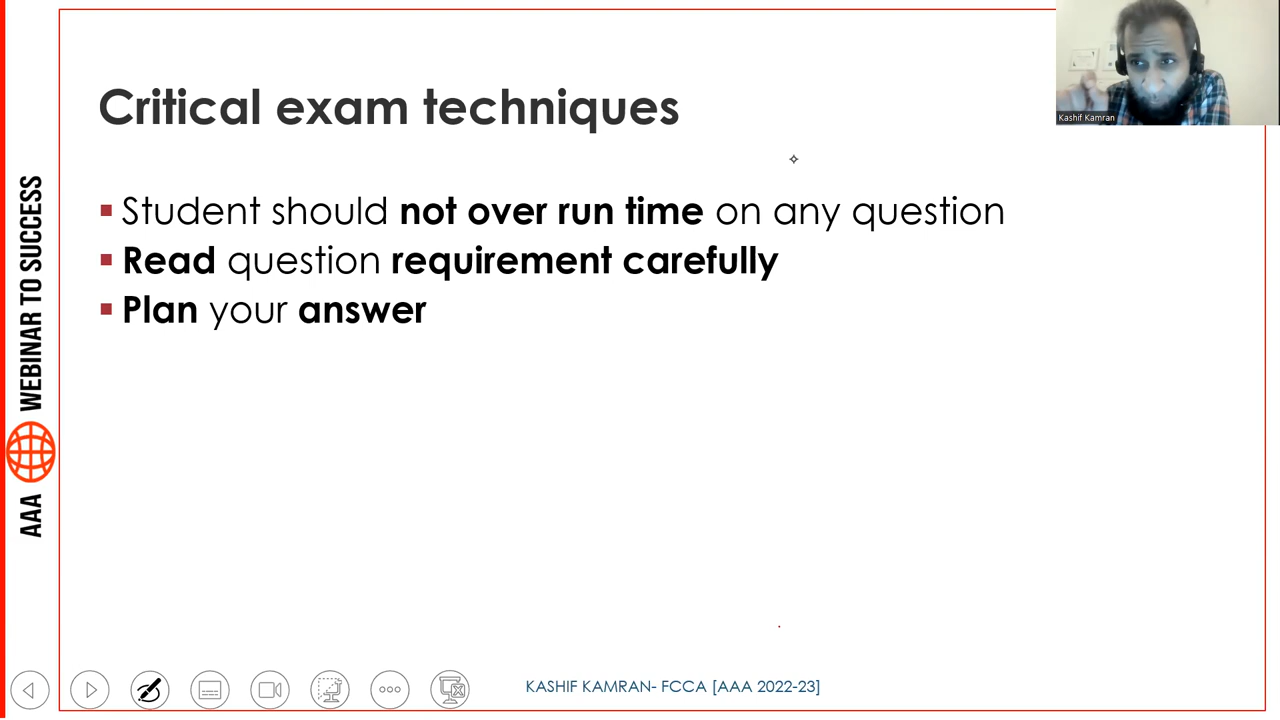 Critical exam techniques
Student should not over run time on any question
Read question requirement carefully
Plan your answer
AAA WEBINAR TO SUCCESS
Kashif Kamran
KASHIF KAMRAN- FCCA [AAA 2022-23]